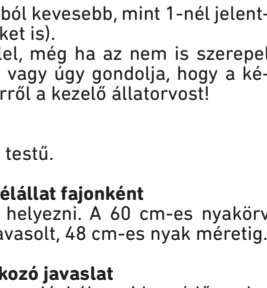 ból kevesebb, mint 1-nél jelent-
ket is).
lel, még ha az nem is szerepel
vagy úgy gondolja, hogy a ké-
rről a kezelő állatorvost!
testű.
élállat fajonként
helyezni. A 60 cm-es nyakörv
avasolt, 48 cm-es nyak méretig.
kozó javaslat